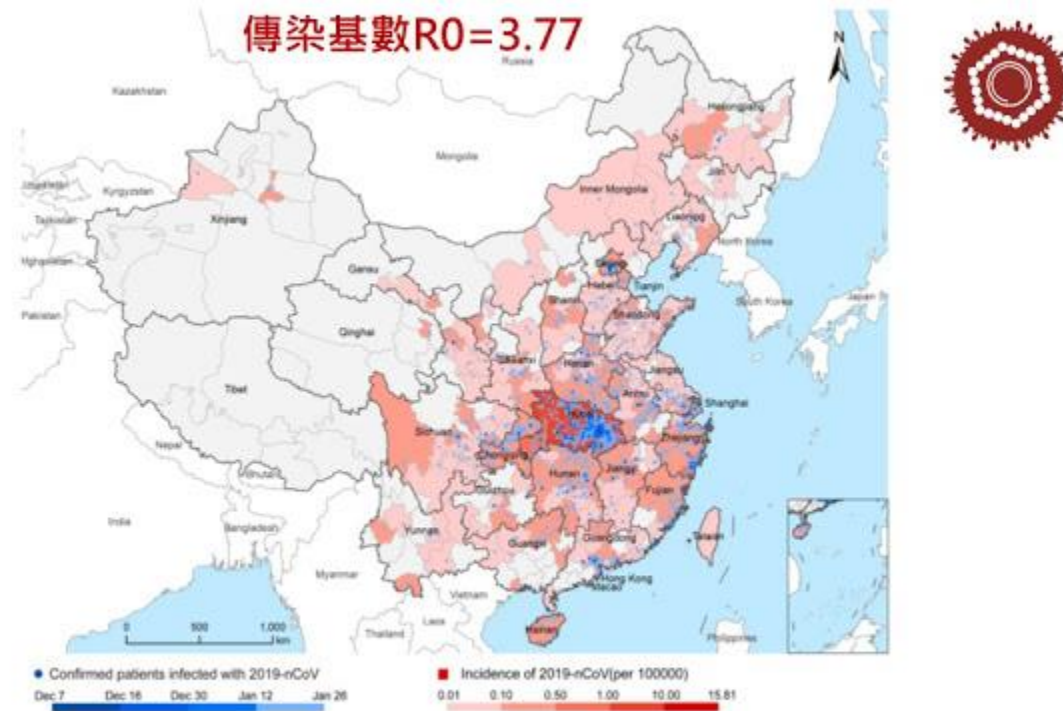 傳染基數R0=3.77
N
Russia
Kazakhstan
Mongolia
Heilongjiang
Jilin
Inner Mongolia
Liaoning
Kyrgyzstan
Xinjiang
North Korea
Gansu
Beijing
Hebei
Tianjin
South Korea
Japan
Pakistan
Shanxi
Shandong
Qinghai
Henan
Jiangsu
Tibet
Anhui
Shanghai
Sichuan
Chongqing
Zhejiang
Nepal
Hunan
Jiangxi
Bhutan
Guizhou
Fujian
India
Bangladesh
Yunnan
Guangxi
Guangdong
Taiwan
Myanmar
Hong Kong
Macao
Vietnam
Laos
Hainan
Thailand
Philippines
0 500 1,000
km
Confirmed patients infected with 2019-nCoV
Dec 7 Dec 16 Dec 30 Jan 12 Jan 26
Incidence of 2019-nCoV(per 100000)
0.01 0.10 0.50 1.00 10.00 15.81